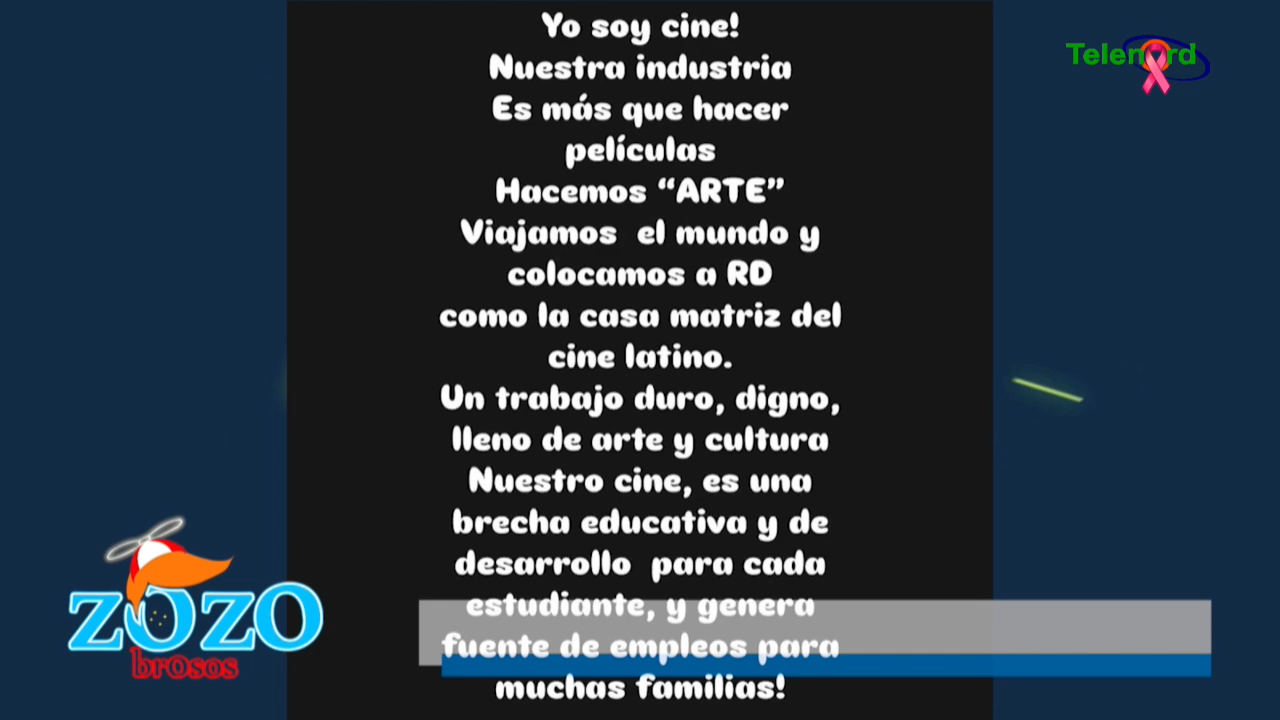 Yo soy cine!
Nuestra industria
Es más que hacer
películas
Hacemos “ARTE”
Viajamos  el mundo y
colocamos a RD
como la casa matriz del
cine latino.
Un trabajo duro, digno,
lleno de arte y cultura
Nuestro cine, es una
brecha educativa y de
desarrollo  para cada
estudiante, y genera
fuente de empleos para
muchas familias!
Telenord
ZOZO
brosos